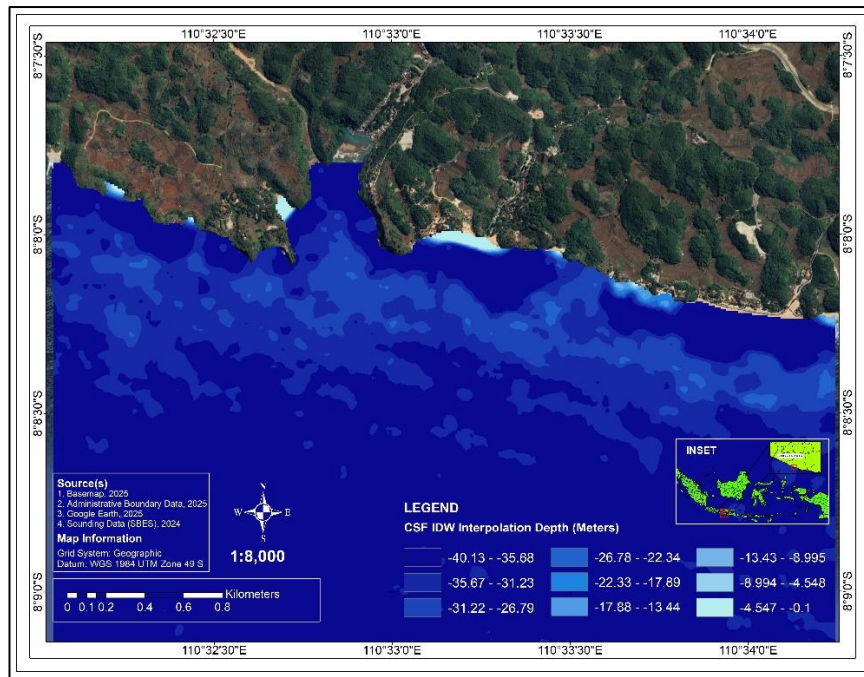 110°32'30"E 110°33'0"E 110°33'30"E 110°34'0"E
8°7'30"S 8°7'30"S
8°8'0"S 8°8'0"S
8°8'30"S 8°8'30"S
8°9'0"S 8°9'0"S
Source(s)
1. Basemap, 2025
2. Administrative Boundary Data, 2025
3. Google Earth, 2025
4. Sounding Data (SBES), 2024
Map Information
Grid System: Geographic
Datum: WGS 1984 UTM Zone 49 S
N
W E
S
1:8,000
Kilometers
0 0.1 0.2 0.4 0.6 0.8
INSET
LEGEND
CSF IDW Interpolation Depth (Meters)
-40.13 - -35.68 -26.78 - -22.34 -13.43 - -8.995
-35.67 - -31.23 -22.33 - -17.89 -8.994 - -4.548
-31.22 - -26.79 -17.88 - -13.44 -4.547 - -0.1
110°32'30"E 110°33'0"E 110°33'30"E 110°34'0"E